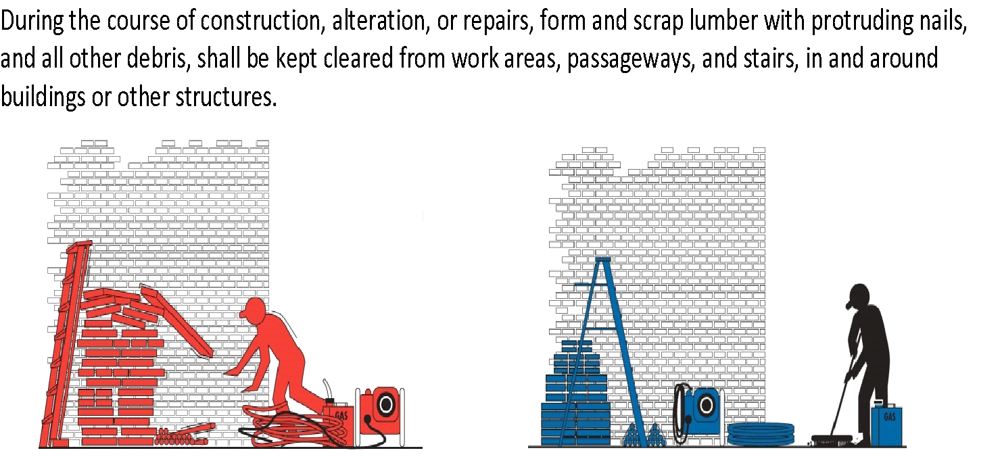 During the course of construction, alteration, or repairs, form and scrap lumber with protruding nails,
and all other debris, shall be kept cleared from work areas, passageways, and stairs, in and around
buildings or other structures.
GAS
GAS